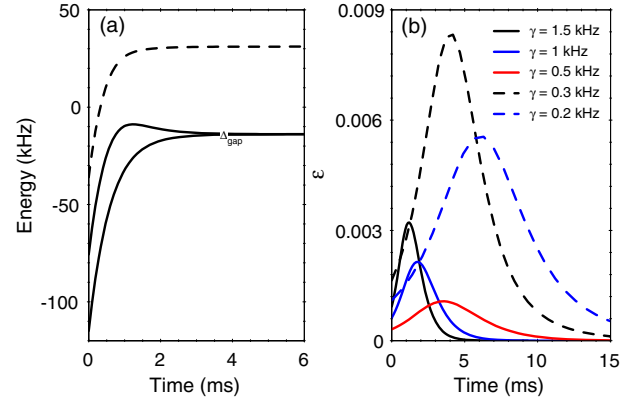 (a)
50
0
-50
-100
Energy (kHz)
Δgap
0
2
4
6
Time (ms)
(b)
0.009
0.006
0.003
0
ε
γ = 1.5 kHz
γ = 1 kHz
γ = 0.5 kHz
γ = 0.3 kHz
γ = 0.2 kHz
0
5
10
15
Time (ms)